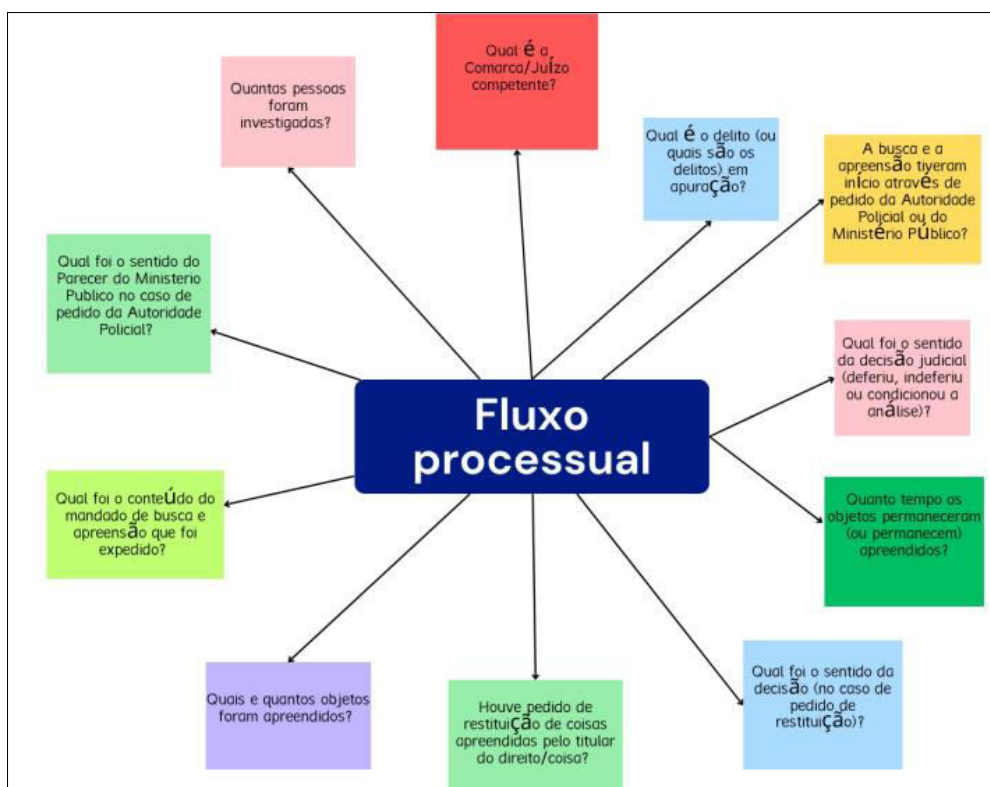 Qual é a
Comarca/Juízo
competente?
Quantas pessoas
foram
investigadas?
Qual é o delito (ou
quais são os
delitos) em
apuração?
A busca e a
apreensão tiveram
início através de
pedido da Autoridade
Policial ou do
Ministério Público?
Qual foi o sentido do
Parecer do Ministerio
Publico no caso de
pedido da Autoridade
Policial?
Qual foi o sentido
da decisão judicial
(deferiu, indeferiu
ou condicionou a
análise)?
Fluxo
processual
Qual foi o conteúdo do
mandado de busca e
apreensão que foi
expedido?
Quanto tempo os
objetos permaneceram
(ou permanecem)
apreendidos?
Quais e quantos objetos
foram apreendidos?
Houve pedido de
restituição de coisas
apreendidas pelo titular
do direito/coisa?
Qual foi o sentido da
decisão (no caso de
pedido de
restituição)?